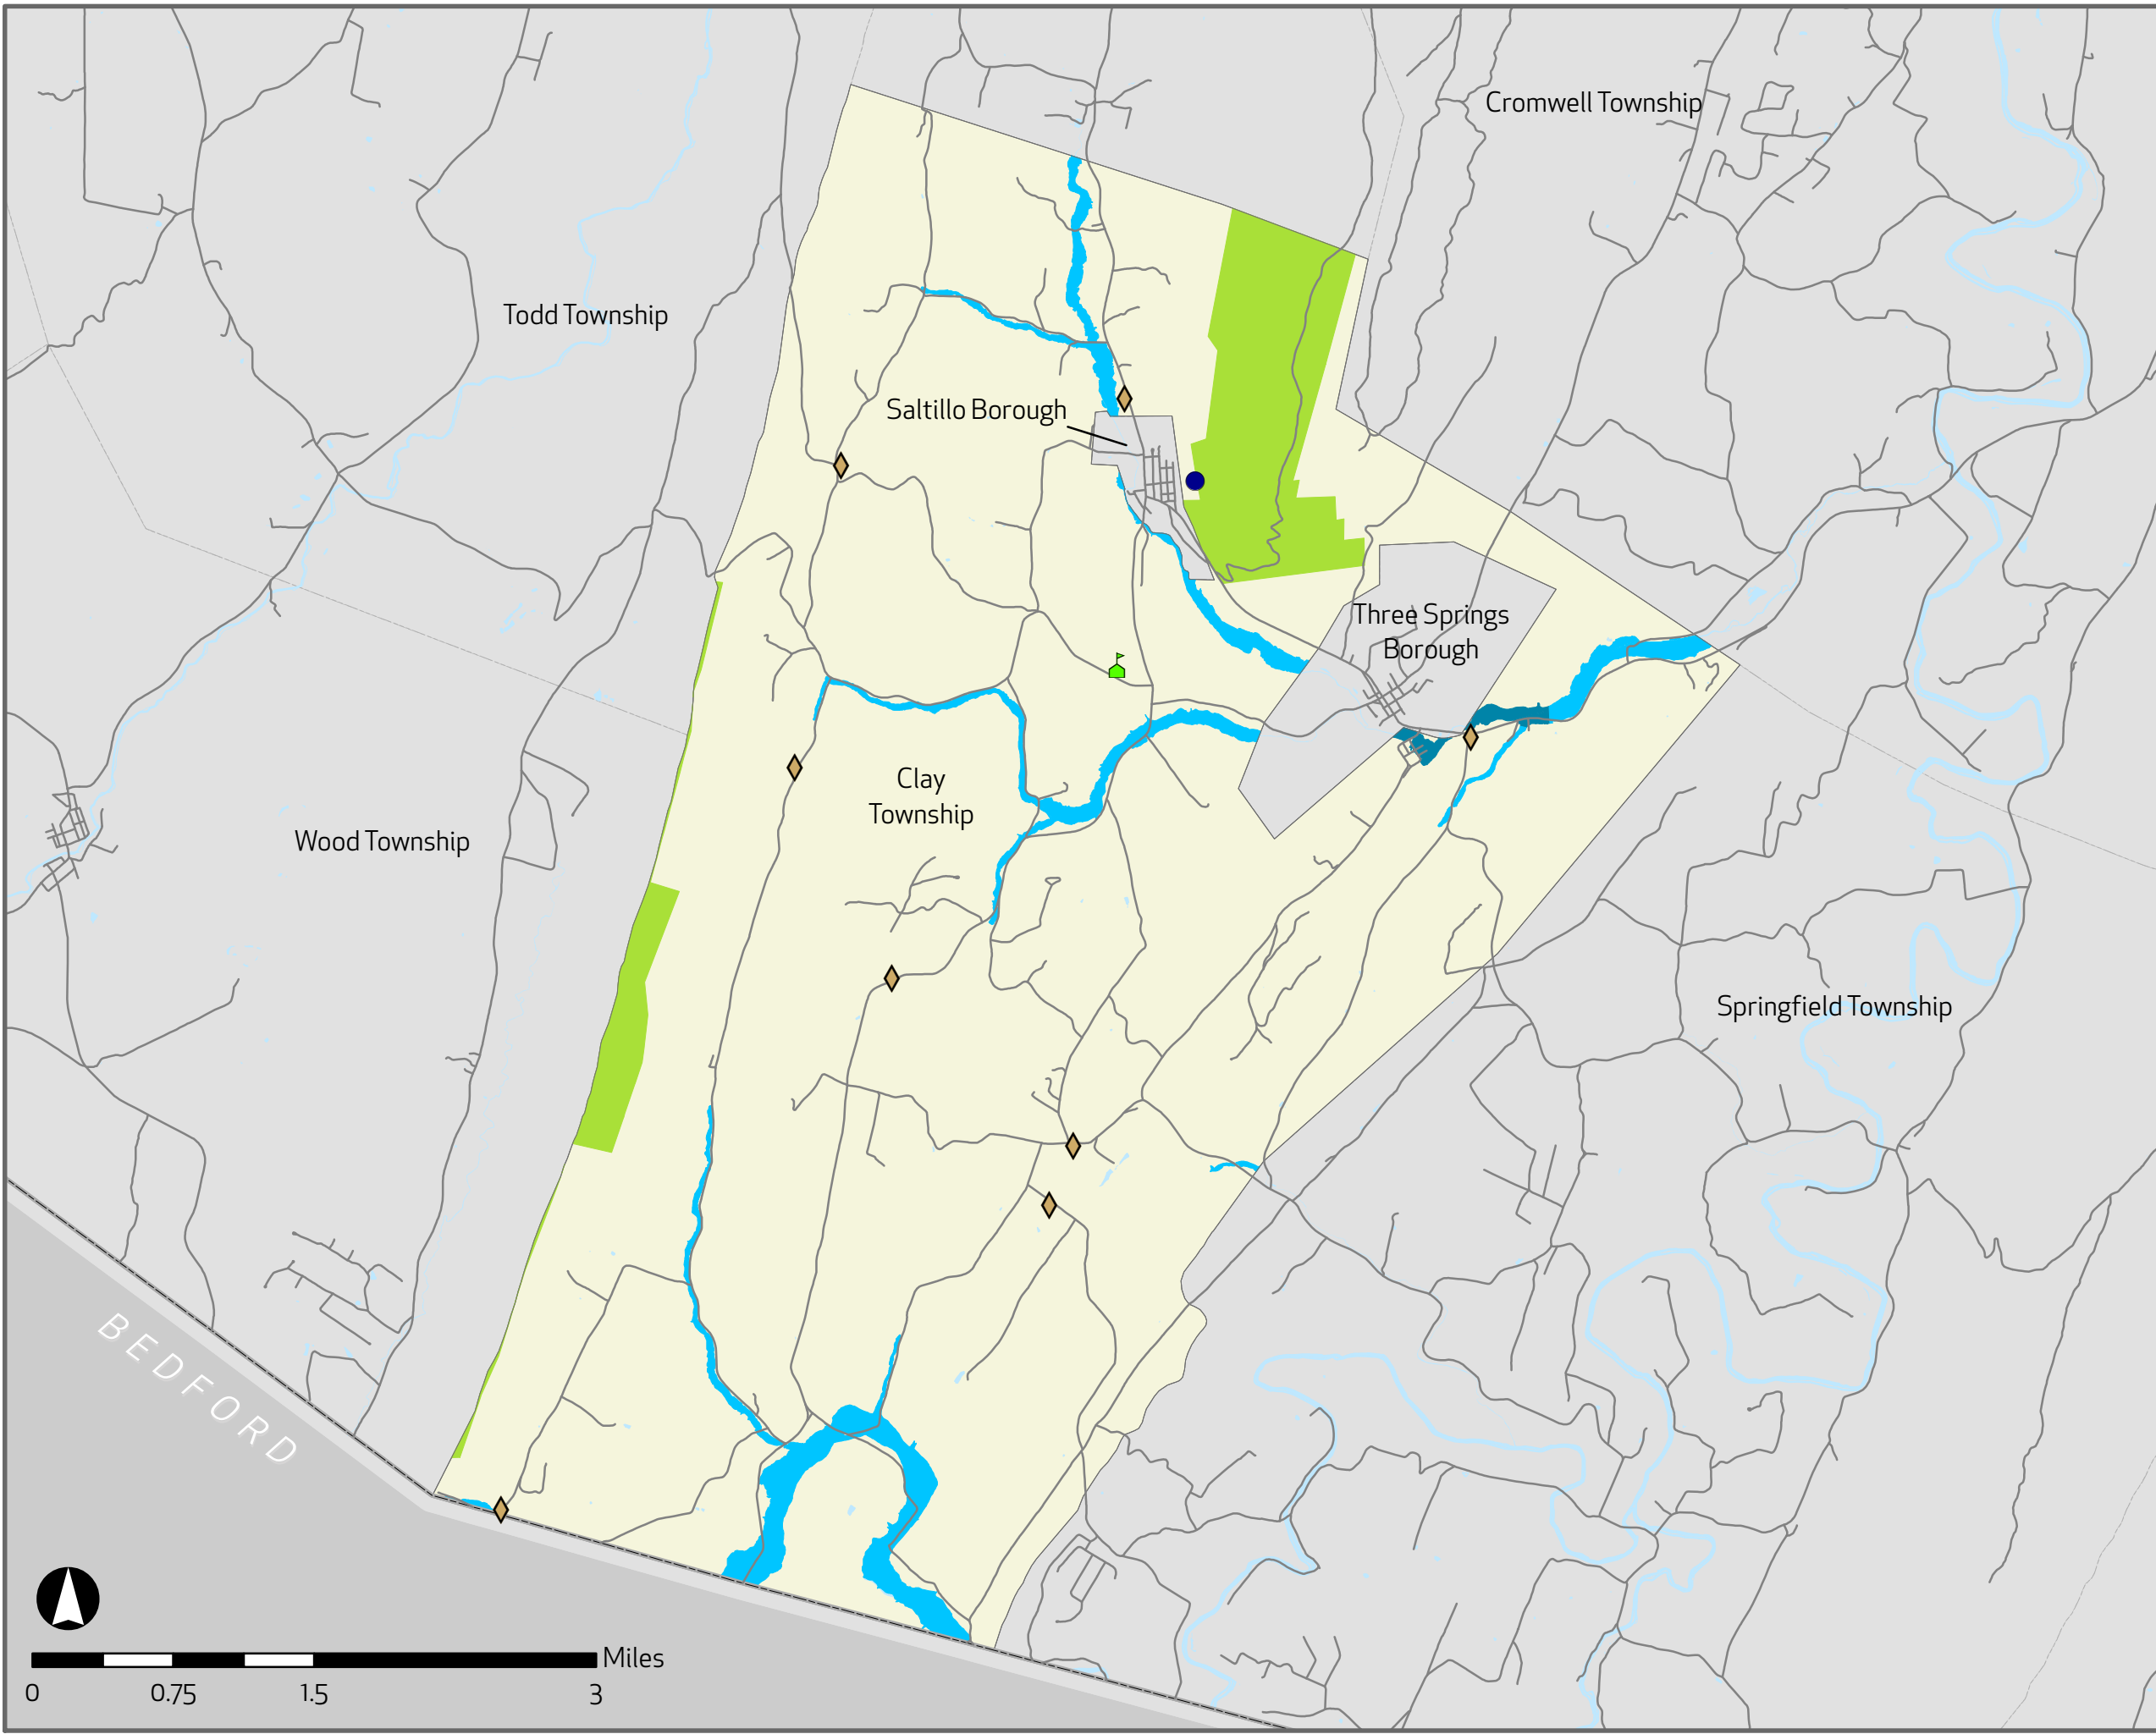 Cromwell Township
Todd Township
Saltillo Borough
Three Springs
Borough
Clay
Township
Wood Township
Springfield Township
BEDFORD
Miles
0 0.75 1.5 3